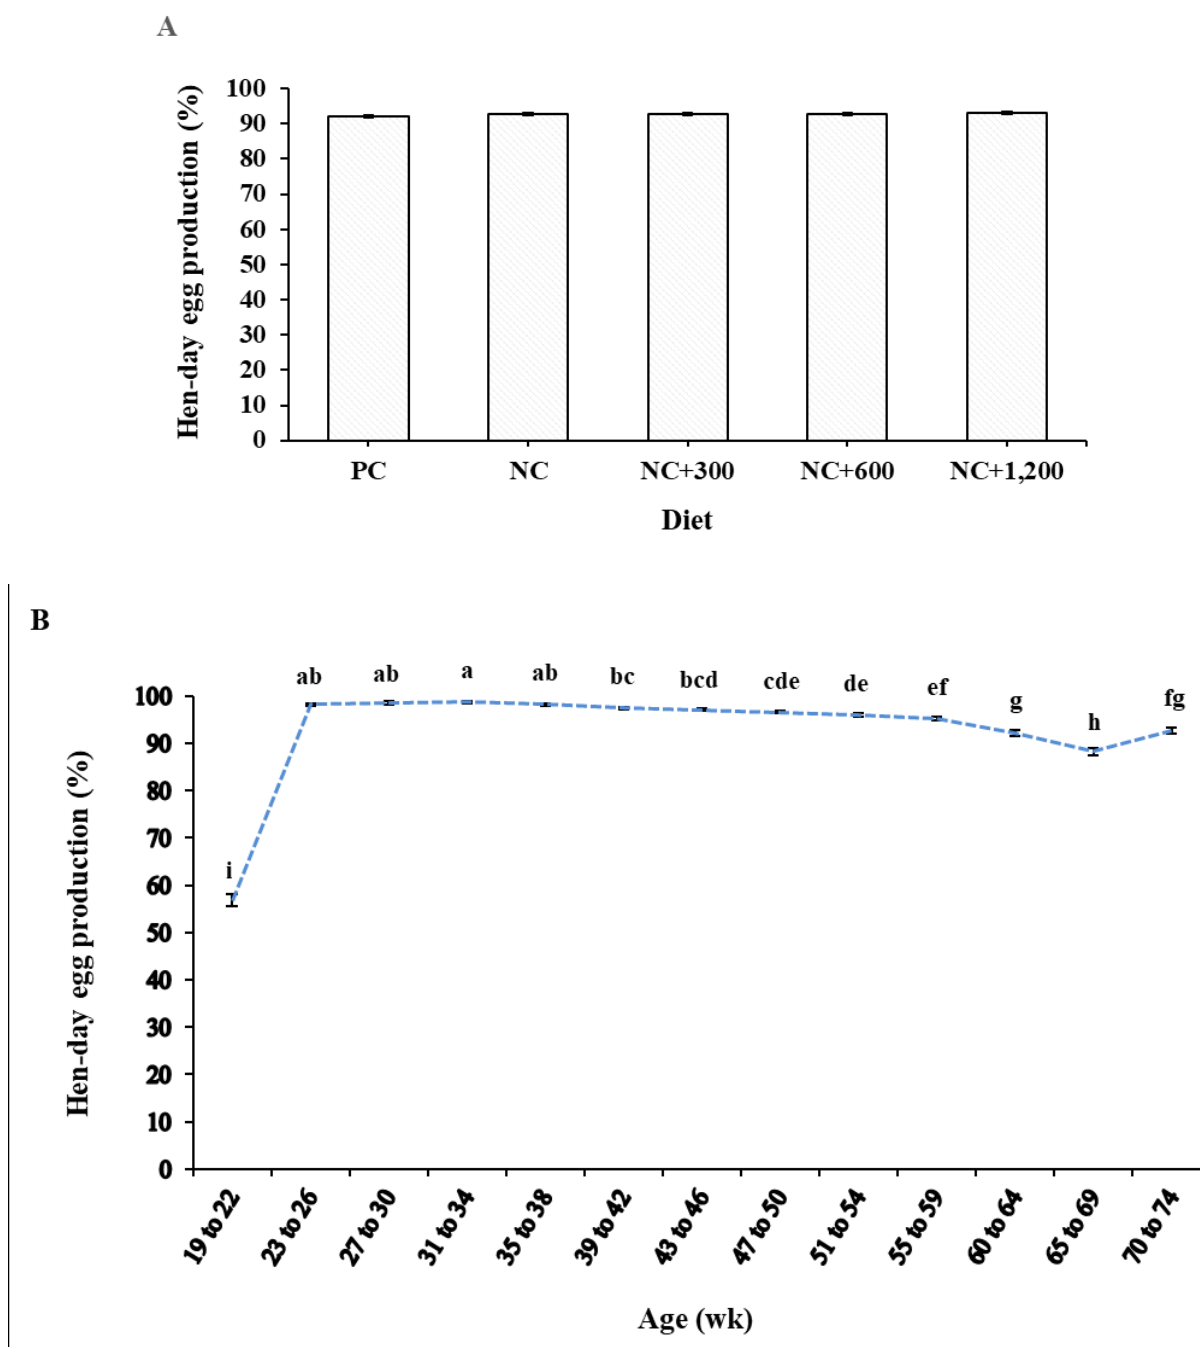 A
Hen-day egg production (%)
100
90
80
70
60
50
40
30
20
10
0
PC NC NC+300 NC+600 NC+1,200
Diet
B
Hen-day egg production (%)
ab ab a ab bc bcd cde de ef g h fg
i
100
90
80
70
60
50
40
30
20
10
0
19 to 22 23 to 26 27 to 30 31 to 34 35 to 38 39 to 42 43 to 46 47 to 50 51 to 54 55 to 59 60 to 64 65 to 69 70 to 74
Age (wk)